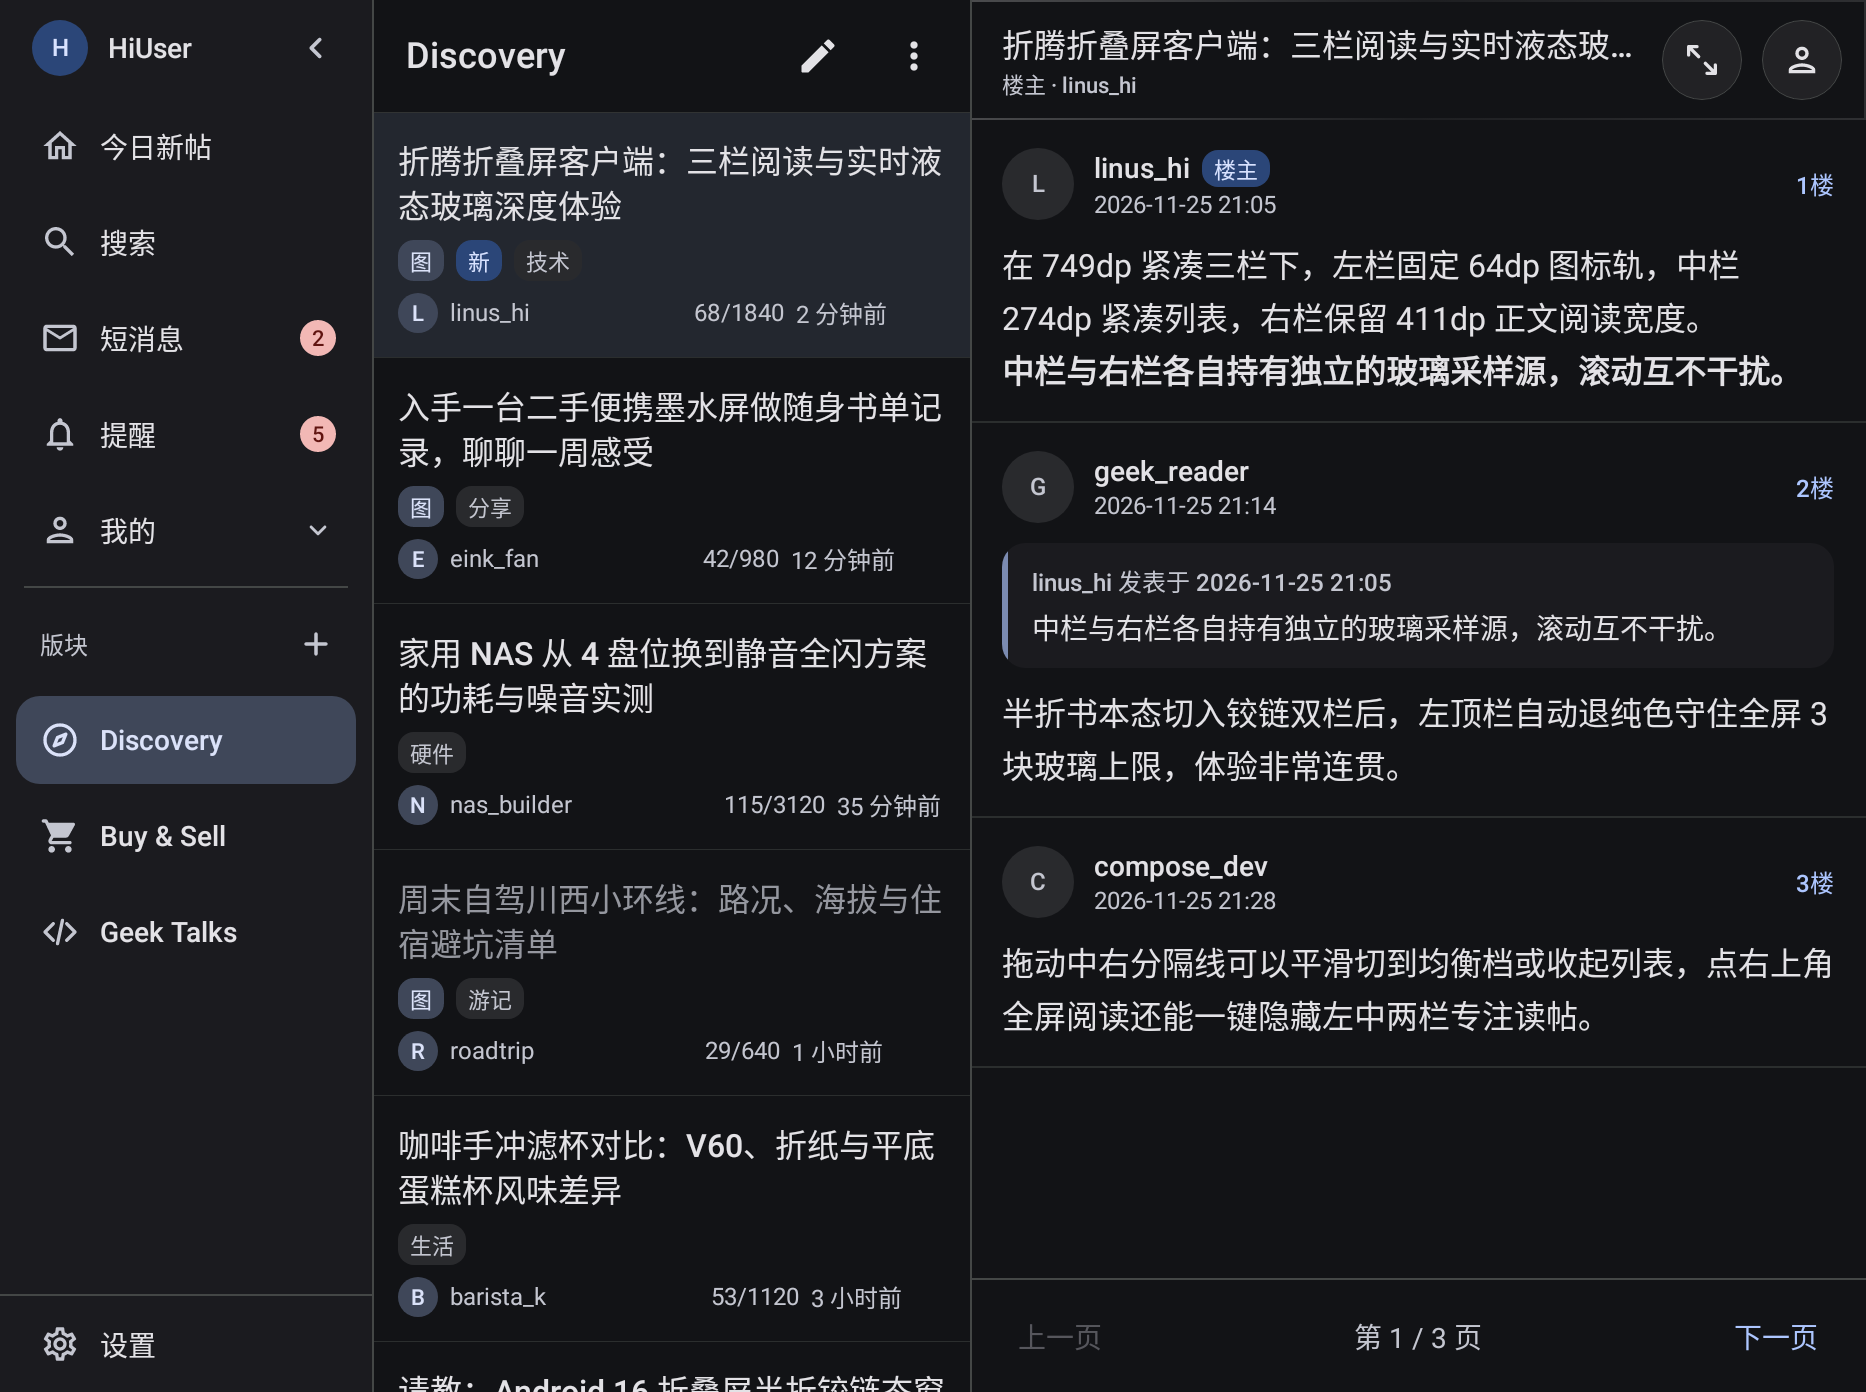 H HiUser
今日新帖
搜索
短消息 2
提醒 5
我的
版块
Discovery
Buy & Sell
Geek Talks
设置
Discovery
折腾折叠屏客户端：三栏阅读与实时液
态玻璃深度体验
图 新 技术
L linus_hi 68/1840 2 分钟前
入手一台二手便携墨水屏做随身书单记
录，聊聊一周感受
图 分享
E eink_fan 42/980 12 分钟前
家用 NAS 从 4 盘位换到静音全闪方案
的功耗与噪音实测
硬件
N nas_builder 115/3120 35 分钟前
周末自驾川西小环线：路况、海拔与住
宿避坑清单
图 游记
R roadtrip 29/640 1 小时前
咖啡手冲滤杯对比：V60、折纸与平底
蛋糕杯风味差异
生活
B barista_k 53/1120 3 小时前
请教：Android 16 折叠屏半折铰链态窗
折腾折叠屏客户端：三栏阅读与实时液态玻...
楼主 · linus_hi
L linus_hi 楼主 1楼
2026-11-25 21:05
在 749dp 紧凑三栏下，左栏固定 64dp 图标轨，中栏
274dp 紧凑列表，右栏保留 411dp 正文阅读宽度。
中栏与右栏各自持有独立的玻璃采样源，滚动互不干扰。
G geek_reader 2楼
2026-11-25 21:14
linus_hi 发表于 2026-11-25 21:05
中栏与右栏各自持有独立的玻璃采样源，滚动互不干扰。
半折书本态切入铰链双栏后，左顶栏自动退纯色守住全屏 3
块玻璃上限，体验非常连贯。
C compose_dev 3楼
2026-11-25 21:28
拖动中右分隔线可以平滑切到均衡档或收起列表，点右上角
全屏阅读还能一键隐藏左中两栏专注读帖。
上一页 第 1 / 3 页 下一页